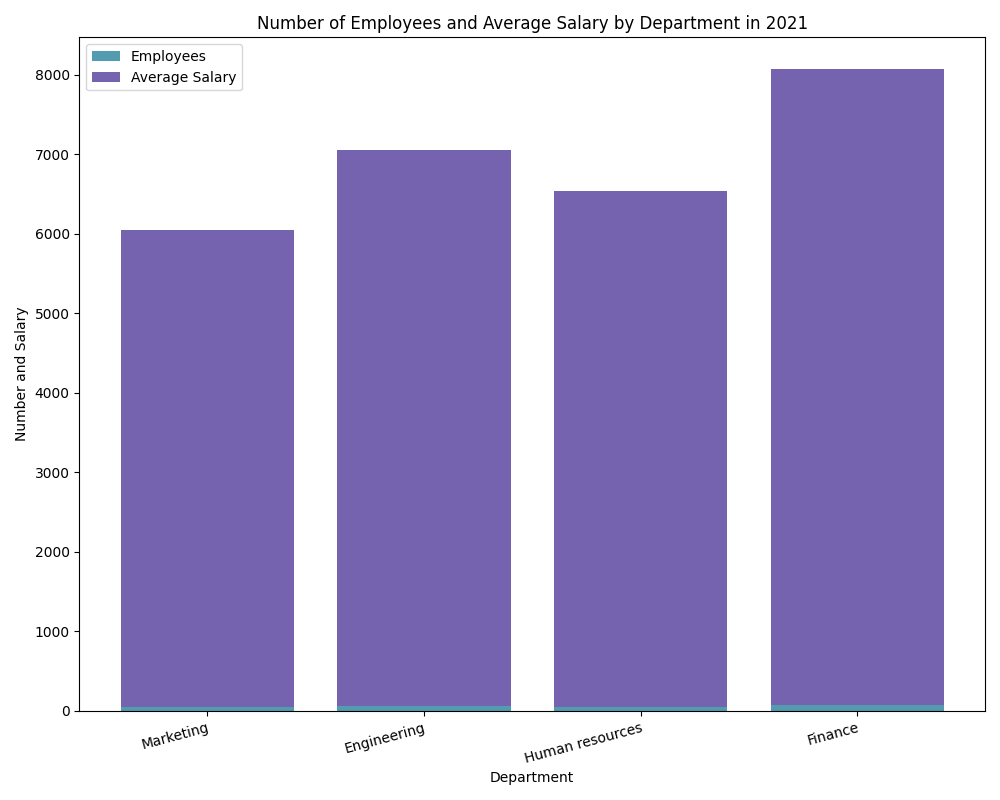 Number of Employees and Average Salary by Department in 2021
Employees
Average Salary
8000
7000
6000
5000
4000
3000
2000
1000
0
Number and Salary
Marketing
Engineering
Human resources
Finance
Department